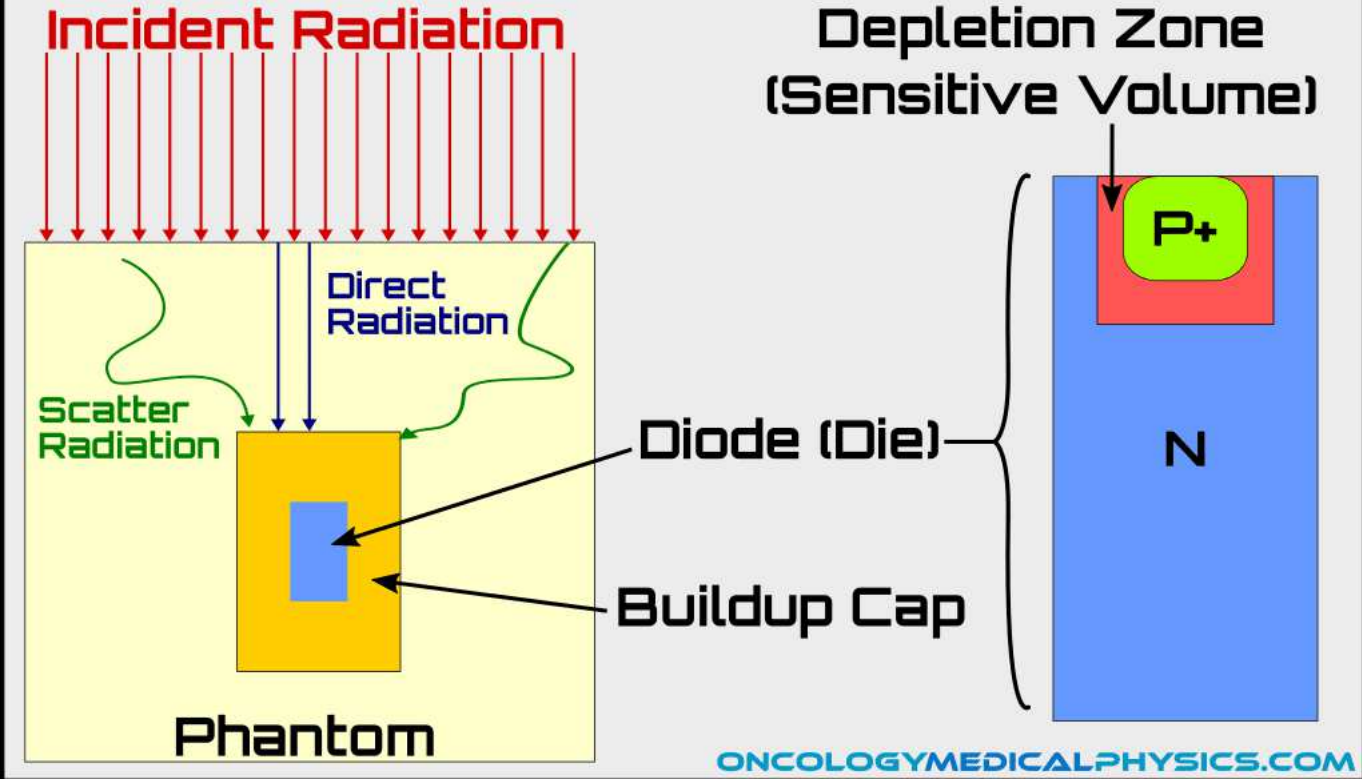 Incident Radiation
Depletion Zone
(Sensitive Volume)
P+
Direct
Radiation
Scatter
Radiation
Diode (Die)
N
Buildup Cap
Phantom
ONCOLOGYMEDICALPHYSICS.COM